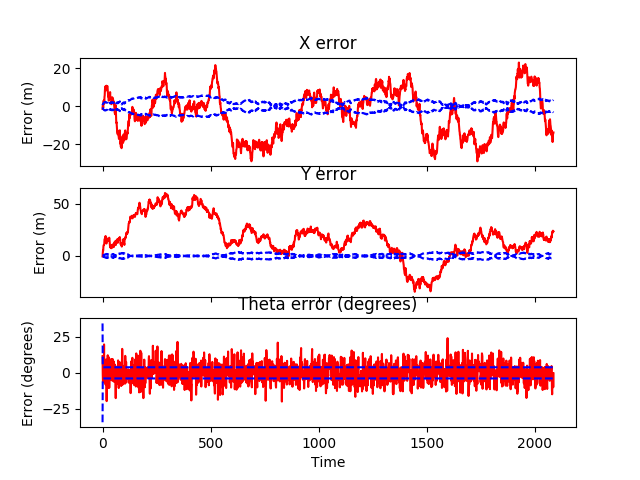 X error
Error (m)
20
0
−20
Y error
Error (m)
50
0
Theta error (degrees)
Error (degrees)
25
0
−25
0 500 1000 1500 2000
Time